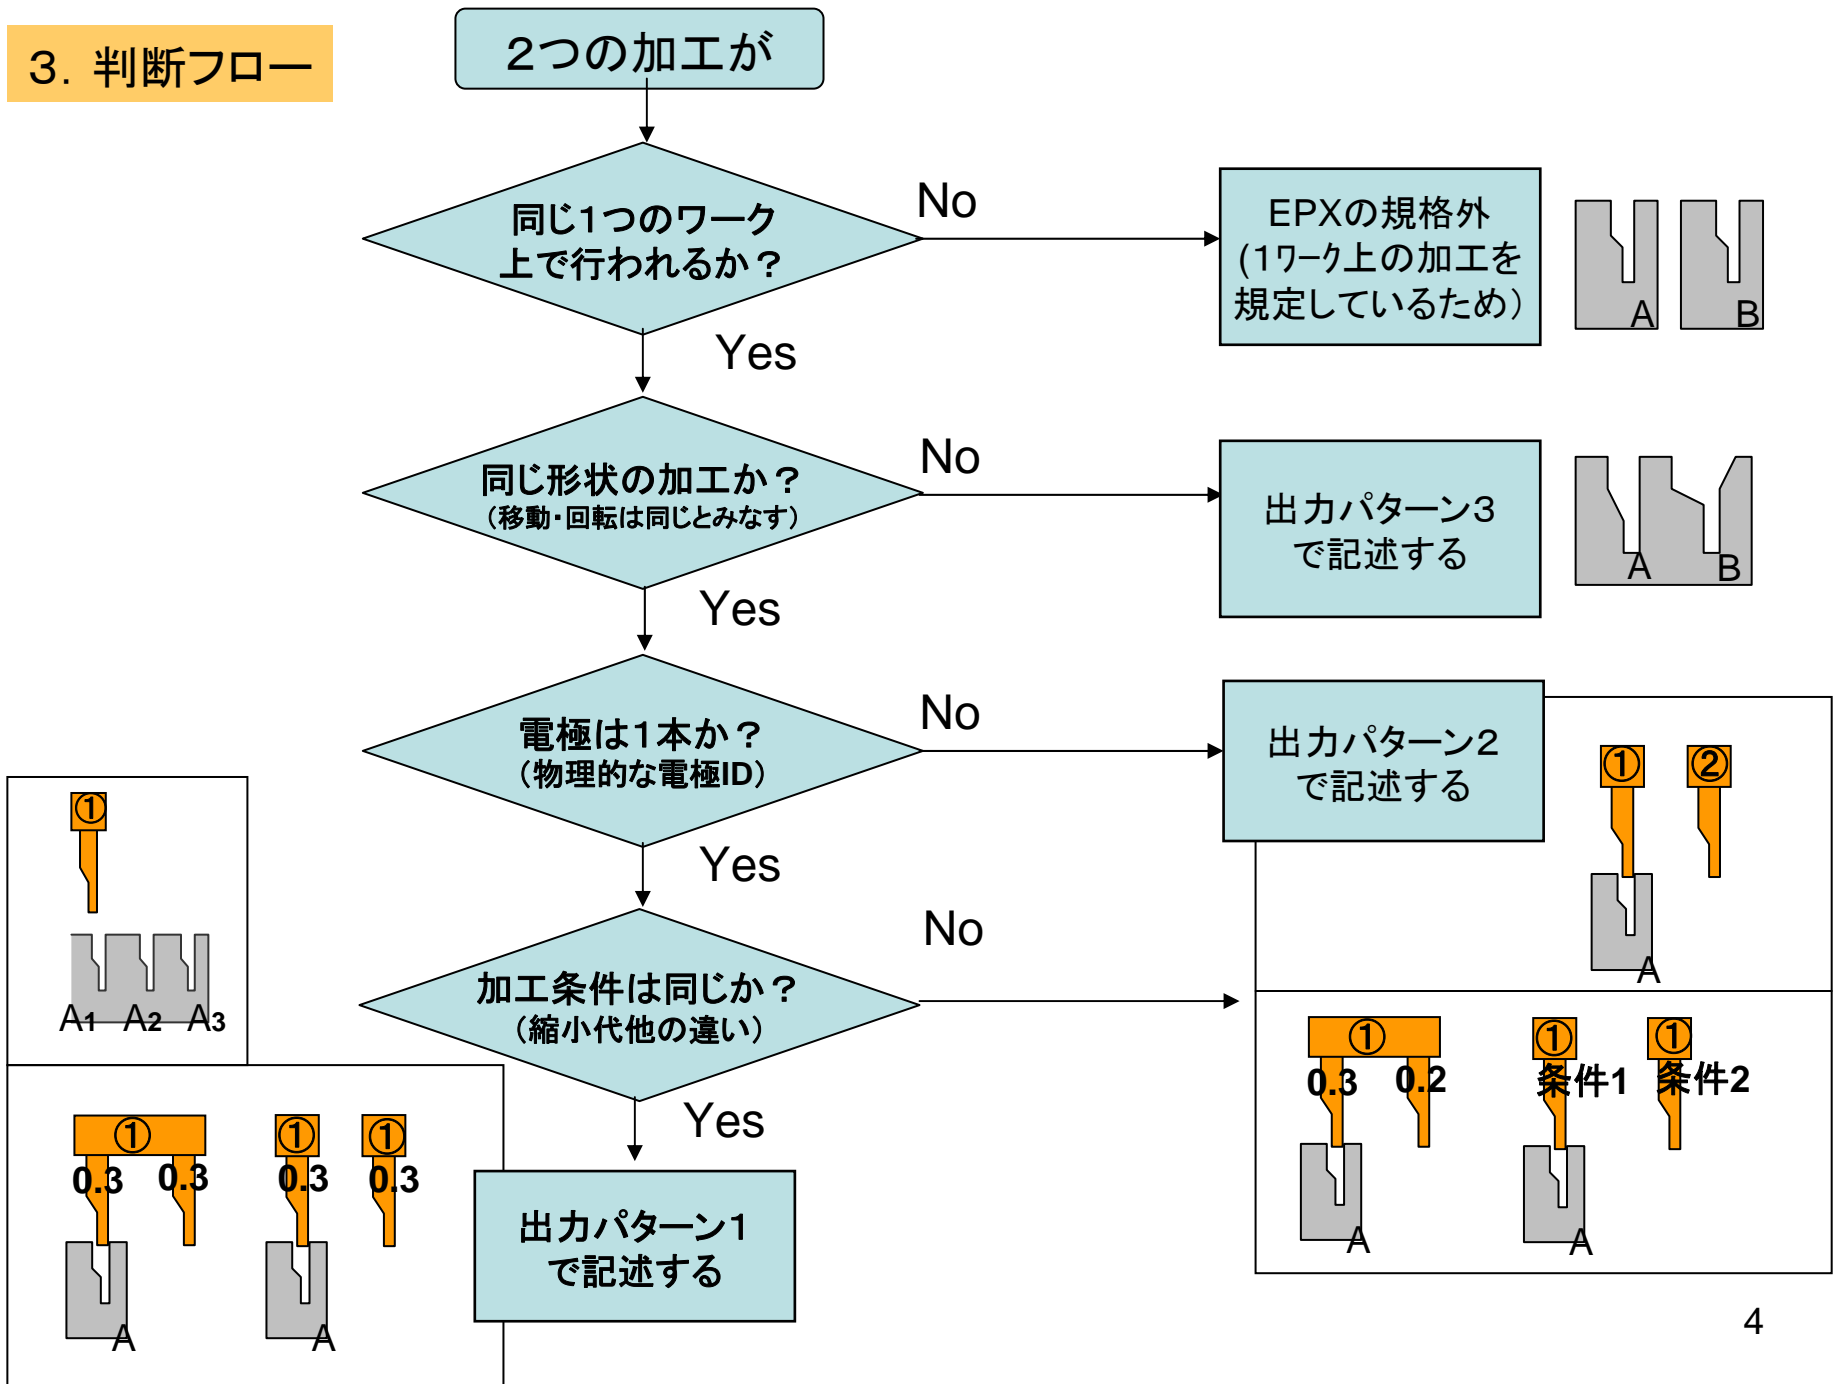 ３．判断フロー
２つの加工が
同じ１つのワーク
上で行われるか？
No
EPXの規格外
(１ﾜｰｸ上の加工を
規定しているため）
A
B
Yes
同じ形状の加工か？
（移動・回転は同じとみなす）
No
出力パターン３
で記述する
A
B
Yes
電極は１本か？
（物理的な電極ID）
No
出力パターン２
で記述する
①
②
A
Yes
①
A1
A2
A3
加工条件は同じか？
（縮小代他の違い）
No
①
0.3
0.2
A
①
条件1
①
条件2
A
Yes
①
0.3
0.3
A
①
0.3
①
0.3
A
出力パターン１
で記述する
4